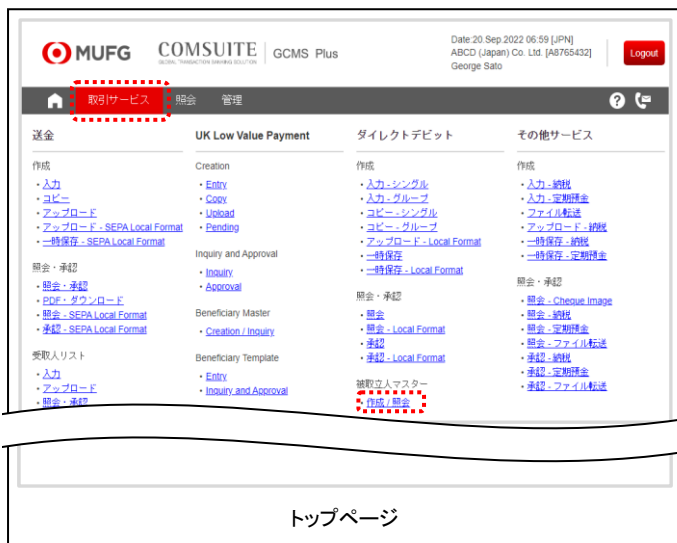 MUFG COMSUITE GCMS Plus
GLOBAL TRANSACTION BANKING SOLUTION
Date:20.Sep.2022 06:59 [JPN]
ABCD (Japan) Co. Ltd. [A8765432]
George Sato
Logout
取引サービス 照会 管理
送金
作成
・入力
・コピー
・アップロード
・アップロード - SEPA Local Format
・一時保存 - SEPA Local Format
照会・承認
・照会・承認
・PDF・ダウンロード
・照会 - SEPA Local Format
・承認 - SEPA Local Format
受取人リスト
・入力
・アップロード
・照会・承認
UK Low Value Payment
Creation
・Entry
・Copy
・Upload
・Pending
Inquiry and Approval
・Inquiry
・Approval
Beneficiary Master
・Creation / Inquiry
Beneficiary Template
・Entry
・Inquiry and Approval
ダイレクトデビット
作成
・入力 - シングル
・入力 - グループ
・コピー - シングル
・コピー - グループ
・アップロード - Local Format
・一時保存
・一時保存 - Local Format
照会・承認
・照会
・照会 - Local Format
・承認
・承認 - Local Format
被取立人マスター
・作成 / 照会
その他サービス
作成
・入力 - 納税
・入力 - 定期預金
・ファイル転送
・アップロード - 納税
・一時保存 - 納税
・一時保存 - 定期預金
照会・承認
・照会 - Cheque Image
・照会 - 納税
・照会 - 定期預金
・照会 - ファイル転送
・承認 - 納税
・承認 - 定期預金
・承認 - ファイル転送
トップページ